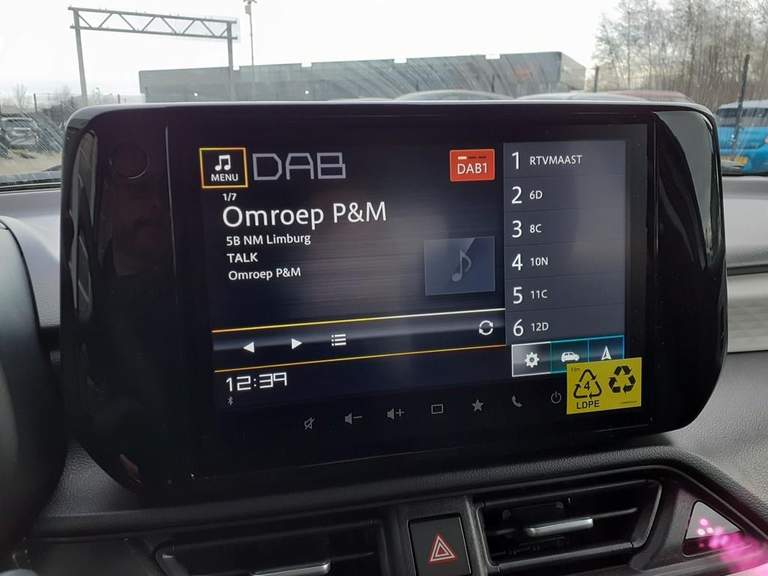 MENU
DAB
DAB1
1/7
Omroep P&M
5B NM Limburg
TALK
Omroep P&M
1 RTVMAAST
2 6D
3 8C
4 10N
5 11C
6 12D
12:39
4
LDPE